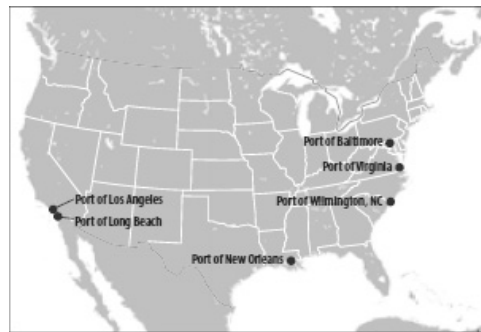 Port of Baltimore
Port of Virginia
Port of Los Angeles
Port of Wilmington, NC
Port of Long Beach
Port of New Orleans